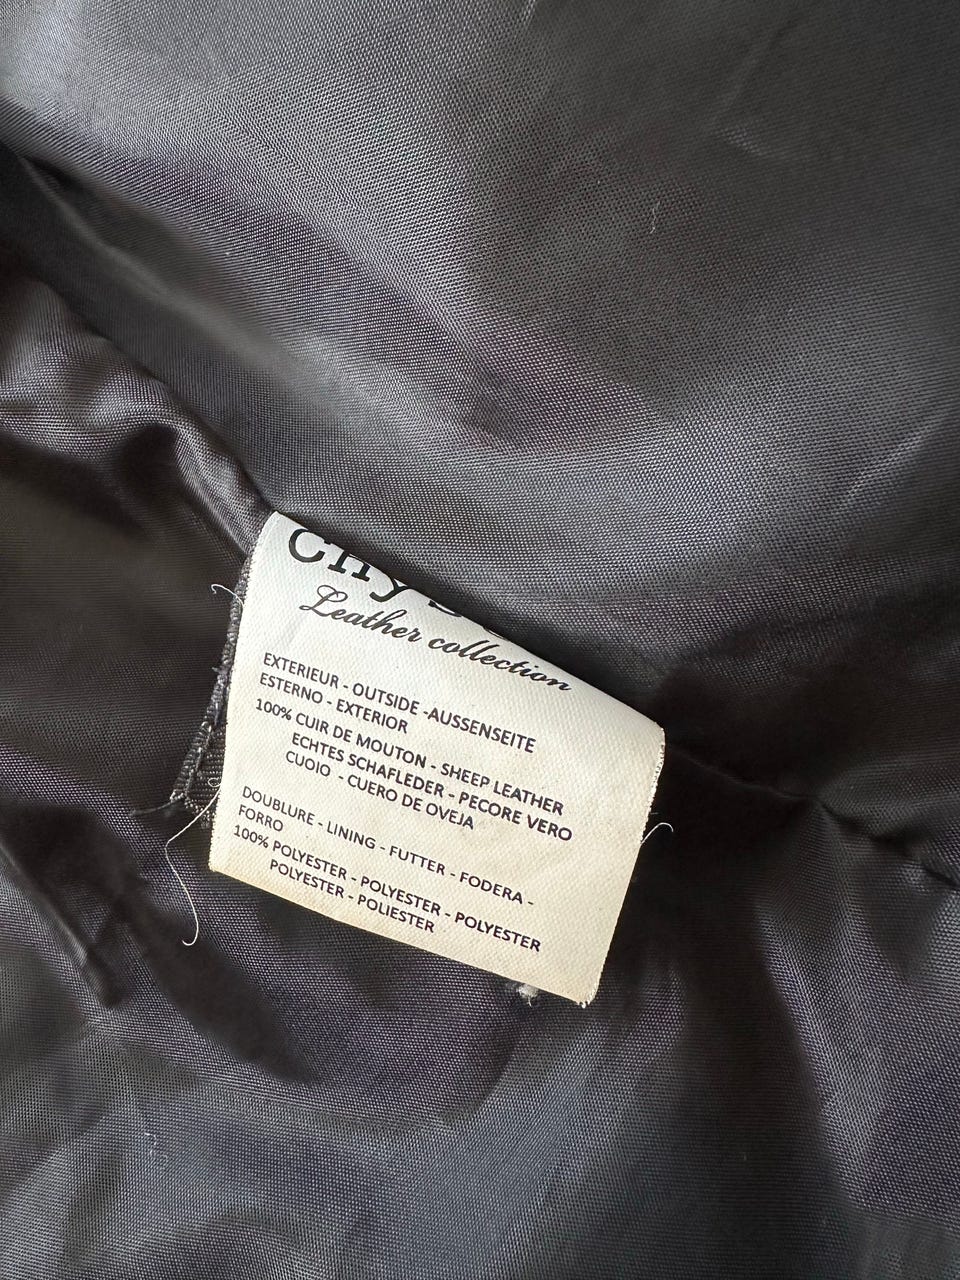 Leather collection
EXTERIEUR - OUTSIDE -AUSSENSEITE
ESTERNO - EXTERIOR
100% CUIR DE MOUTON - SHEEP LEATHER
ECHTES SCHAFLEDER - PECORE VERO
CUOIO - CUERO DE OVEJA
DOUBLURE - LINING - FUTTER - FODERA -
FORRO
100% POLYESTER - POLYESTER - POLYESTER
POLYESTER - POLIESTER